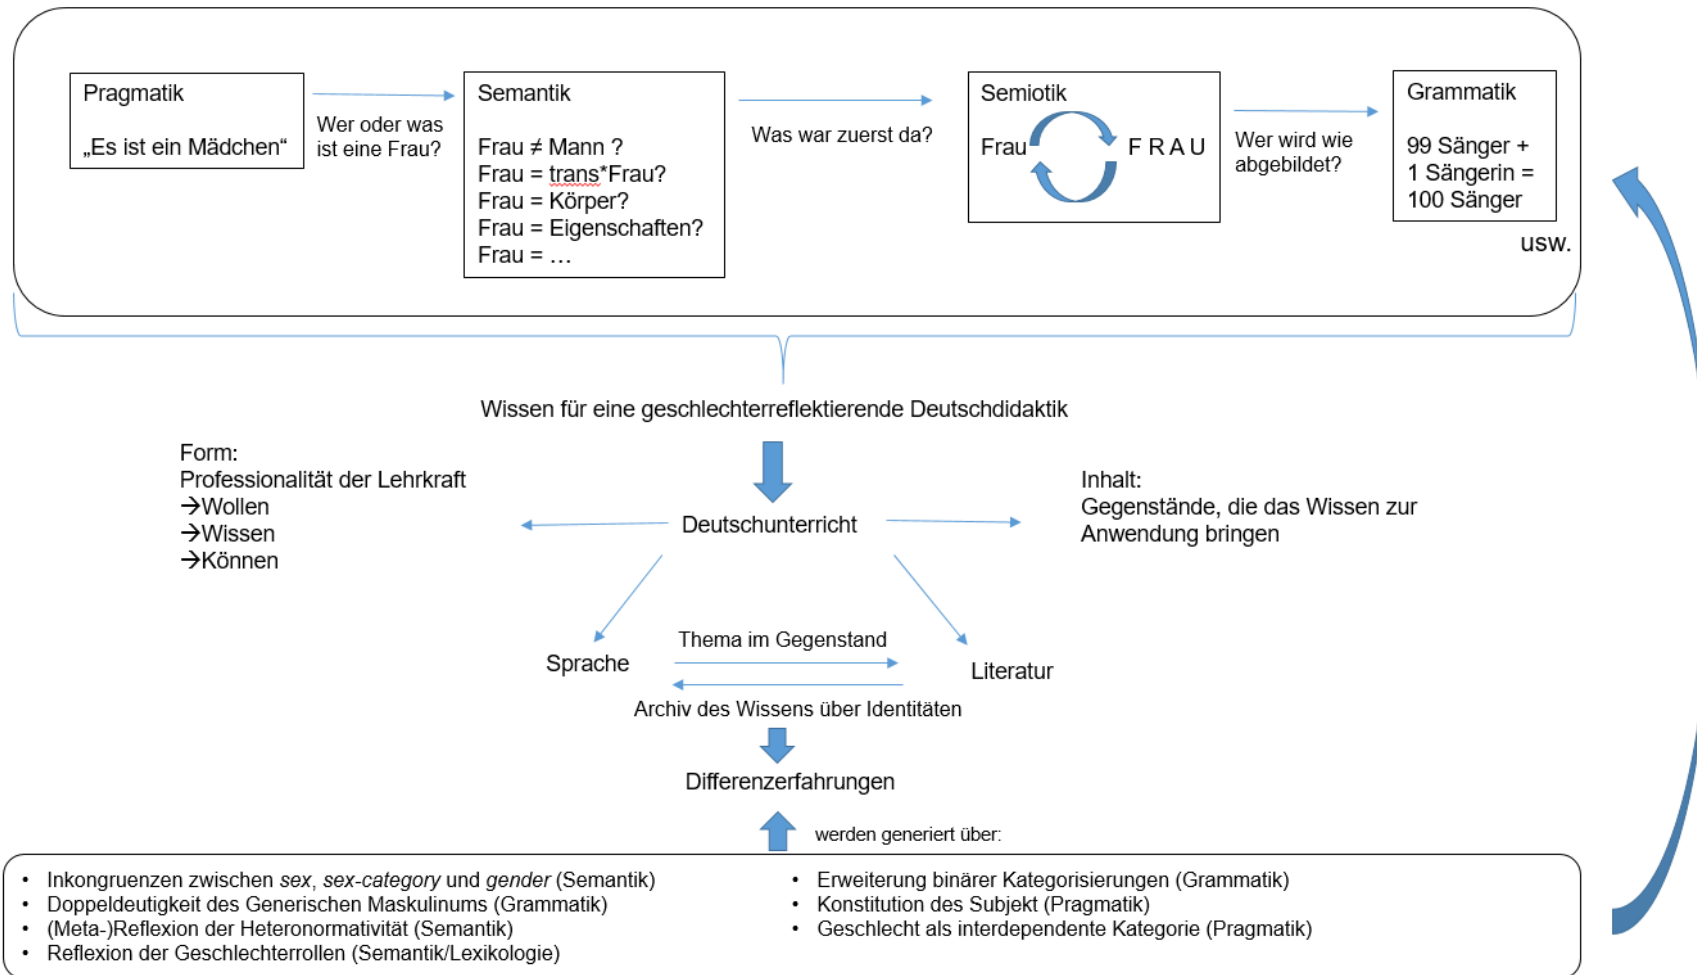 Pragmatik
„Es ist ein Mädchen“
Wer oder was
ist eine Frau?
Semantik
Frau ≠ Mann ?
Frau = trans*Frau?
Frau = Körper?
Frau = Eigenschaften?
Frau = …
Was war zuerst da?
Semiotik
Frau
F R A U
Wer wird wie
abgebildet?
Grammatik
99 Sänger +
1 Sängerin =
100 Sänger
usw.
Wissen für eine geschlechterreflektierende Deutschdidaktik
Form:
Professionalität der Lehrkraft
→Wollen
→Wissen
→Können
Deutschunterricht
Inhalt:
Gegenstände, die das Wissen zur
Anwendung bringen
Sprache
Thema im Gegenstand
Literatur
Archiv des Wissens über Identitäten
Differenzerfahrungen
werden generiert über:
• Inkongruenzen zwischen sex, sex-category und gender (Semantik)
• Doppeldeutigkeit des Generischen Maskulinums (Grammatik)
• (Meta-)Reflexion der Heteronormativität (Semantik)
• Reflexion der Geschlechterrollen (Semantik/Lexikologie)
• Erweiterung binärer Kategorisierungen (Grammatik)
• Konstitution des Subjekt (Pragmatik)
• Geschlecht als interdependente Kategorie (Pragmatik)